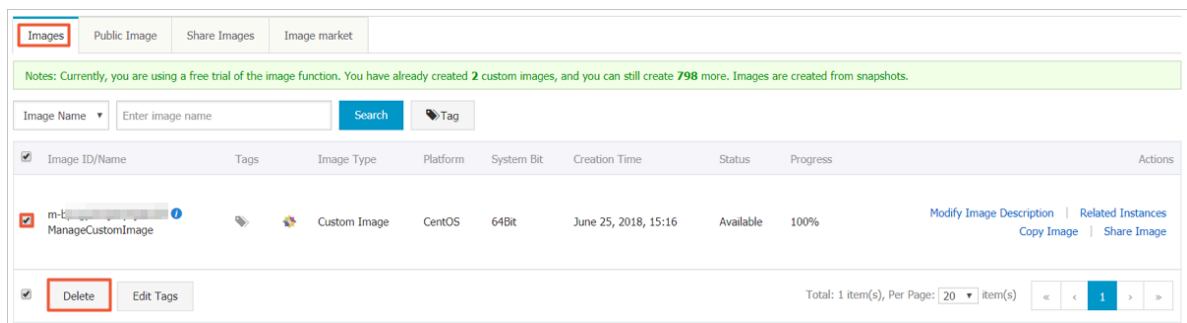 Images Public Image Share Images Image market
Notes: Currently, you are using a free trial of the image function. You have already created 2 custom images, and you can still create 798 more. Images are created from snapshots.
Image Name Enter image name Search Tag
Image ID/Name Tags Image Type Platform System Bit Creation Time Status Progress Actions
Modify Image Description | Related Instances
ManageCustomImage Custom Image CentOS 64Bit June 25, 2018, 15:16 Available 100%
Copy Image | Share Image
Delete Edit Tags Total: 1 item(s), Per Page: 20 item(s) « ‹ 1 › »